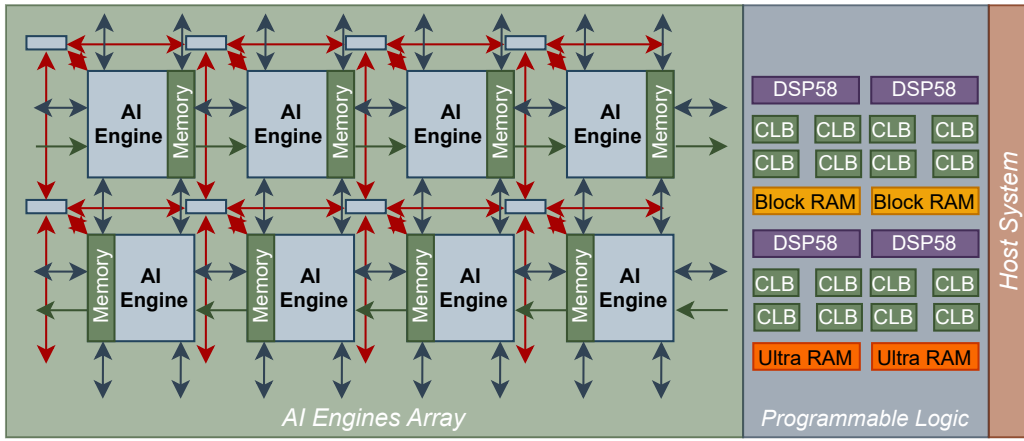 AI
Engine
Memory
AI
Engine
Memory
AI
Engine
Memory
AI
Engine
Memory
Memory
AI
Engine
Memory
AI
Engine
Memory
AI
Engine
Memory
AI
Engine
AI Engines Array
DSP58 DSP58
CLB CLB CLB CLB
CLB CLB CLB CLB
Block RAM Block RAM
DSP58 DSP58
CLB CLB CLB CLB
CLB CLB CLB CLB
Ultra RAM Ultra RAM
Programmable Logic
Host System